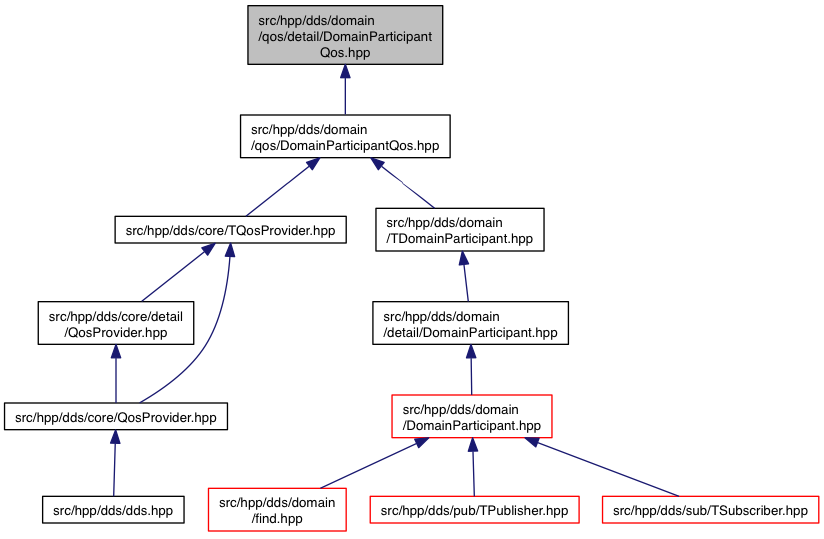 src/hpp/dds/domain
/qos/detail/DomainParticipant
Qos.hpp
src/hpp/dds/domain
/qos/DomainParticipantQos.hpp
src/hpp/dds/core/TQosProvider.hpp
src/hpp/dds/domain
/TDomainParticipant.hpp
src/hpp/dds/core/detail
/QosProvider.hpp
src/hpp/dds/domain
/detail/DomainParticipant.hpp
src/hpp/dds/core/QosProvider.hpp
src/hpp/dds/domain
/DomainParticipant.hpp
src/hpp/dds/dds.hpp
src/hpp/dds/domain
/find.hpp
src/hpp/dds/pub/TPublisher.hpp
src/hpp/dds/sub/TSubscriber.hpp